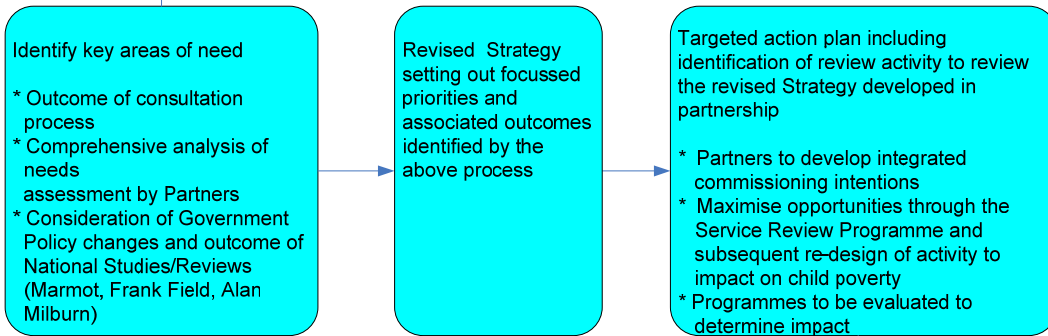 Identify key areas of need
* Outcome of consultation
process
* Comprehensive analysis of
needs
assessment by Partners
* Consideration of Government
Policy changes and outcome of
National Studies/Reviews
(Marmot, Frank Field, Alan
Milburn)
Revised Strategy
setting out focussed
priorities and
associated outcomes
identified by the
above process
Targeted action plan including
identification of review activity to review
the revised Strategy developed in
partnership
* Partners to develop integrated
commissioning intentions
* Maximise opportunities through the
Service Review Programme and
subsequent re-design of activity to
impact on child poverty
* Programmes to be evaluated to
determine impact